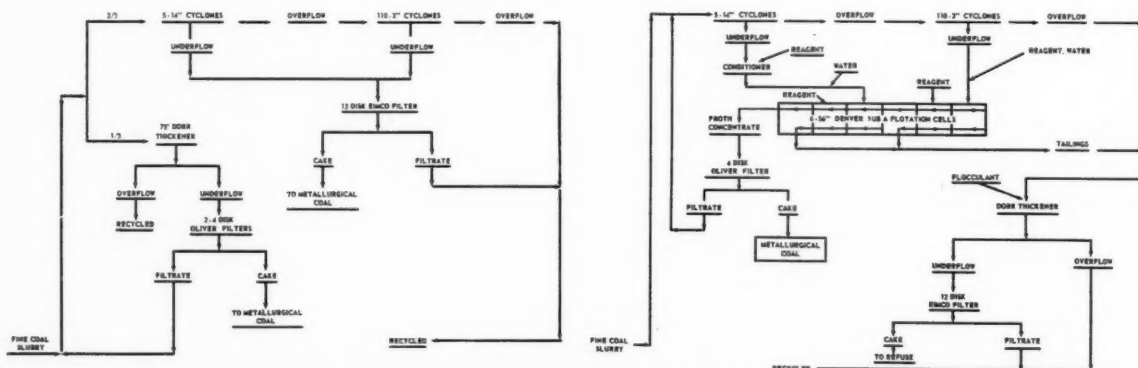 2/3
5-14" CYCLONES
OVERFLOW
110-3" CYCLONES
OVERFLOW
UNDERFLOW
UNDERFLOW
12 DISK EIMCO FILTER
1/3
75' DORR
THICKENER
CAKE
FILTRATE
TO METALLURGICAL
COAL
OVERFLOW
UNDERFLOW
RECYCLED
2-4 DISK
OLIVER FILTERS
FILTRATE
CAKE
TO METALLURGICAL
COAL
FINE COAL
SLURRY
RECYCLED
5-14" CYCLONES
OVERFLOW
110-3" CYCLONES
OVERFLOW
UNDERFLOW
UNDERFLOW
REAGENT
REAGENT, WATER
CONDITIONER
WATER
REAGENT
REAGENT
6-56" DENVER SUB A FLOTATION CELLS
FROTH
CONCENTRATE
TAILINGS
4 DISK
OLIVER FILTER
FLOCCULANT
FILTRATE
CAKE
DORR THICKENER
METALLURGICAL
COAL
UNDERFLOW
OVERFLOW
12 DISK
EIMCO FILTER
FINE COAL
SLURRY
CAKE
FILTRATE
TO REFUSE
RECYCLED